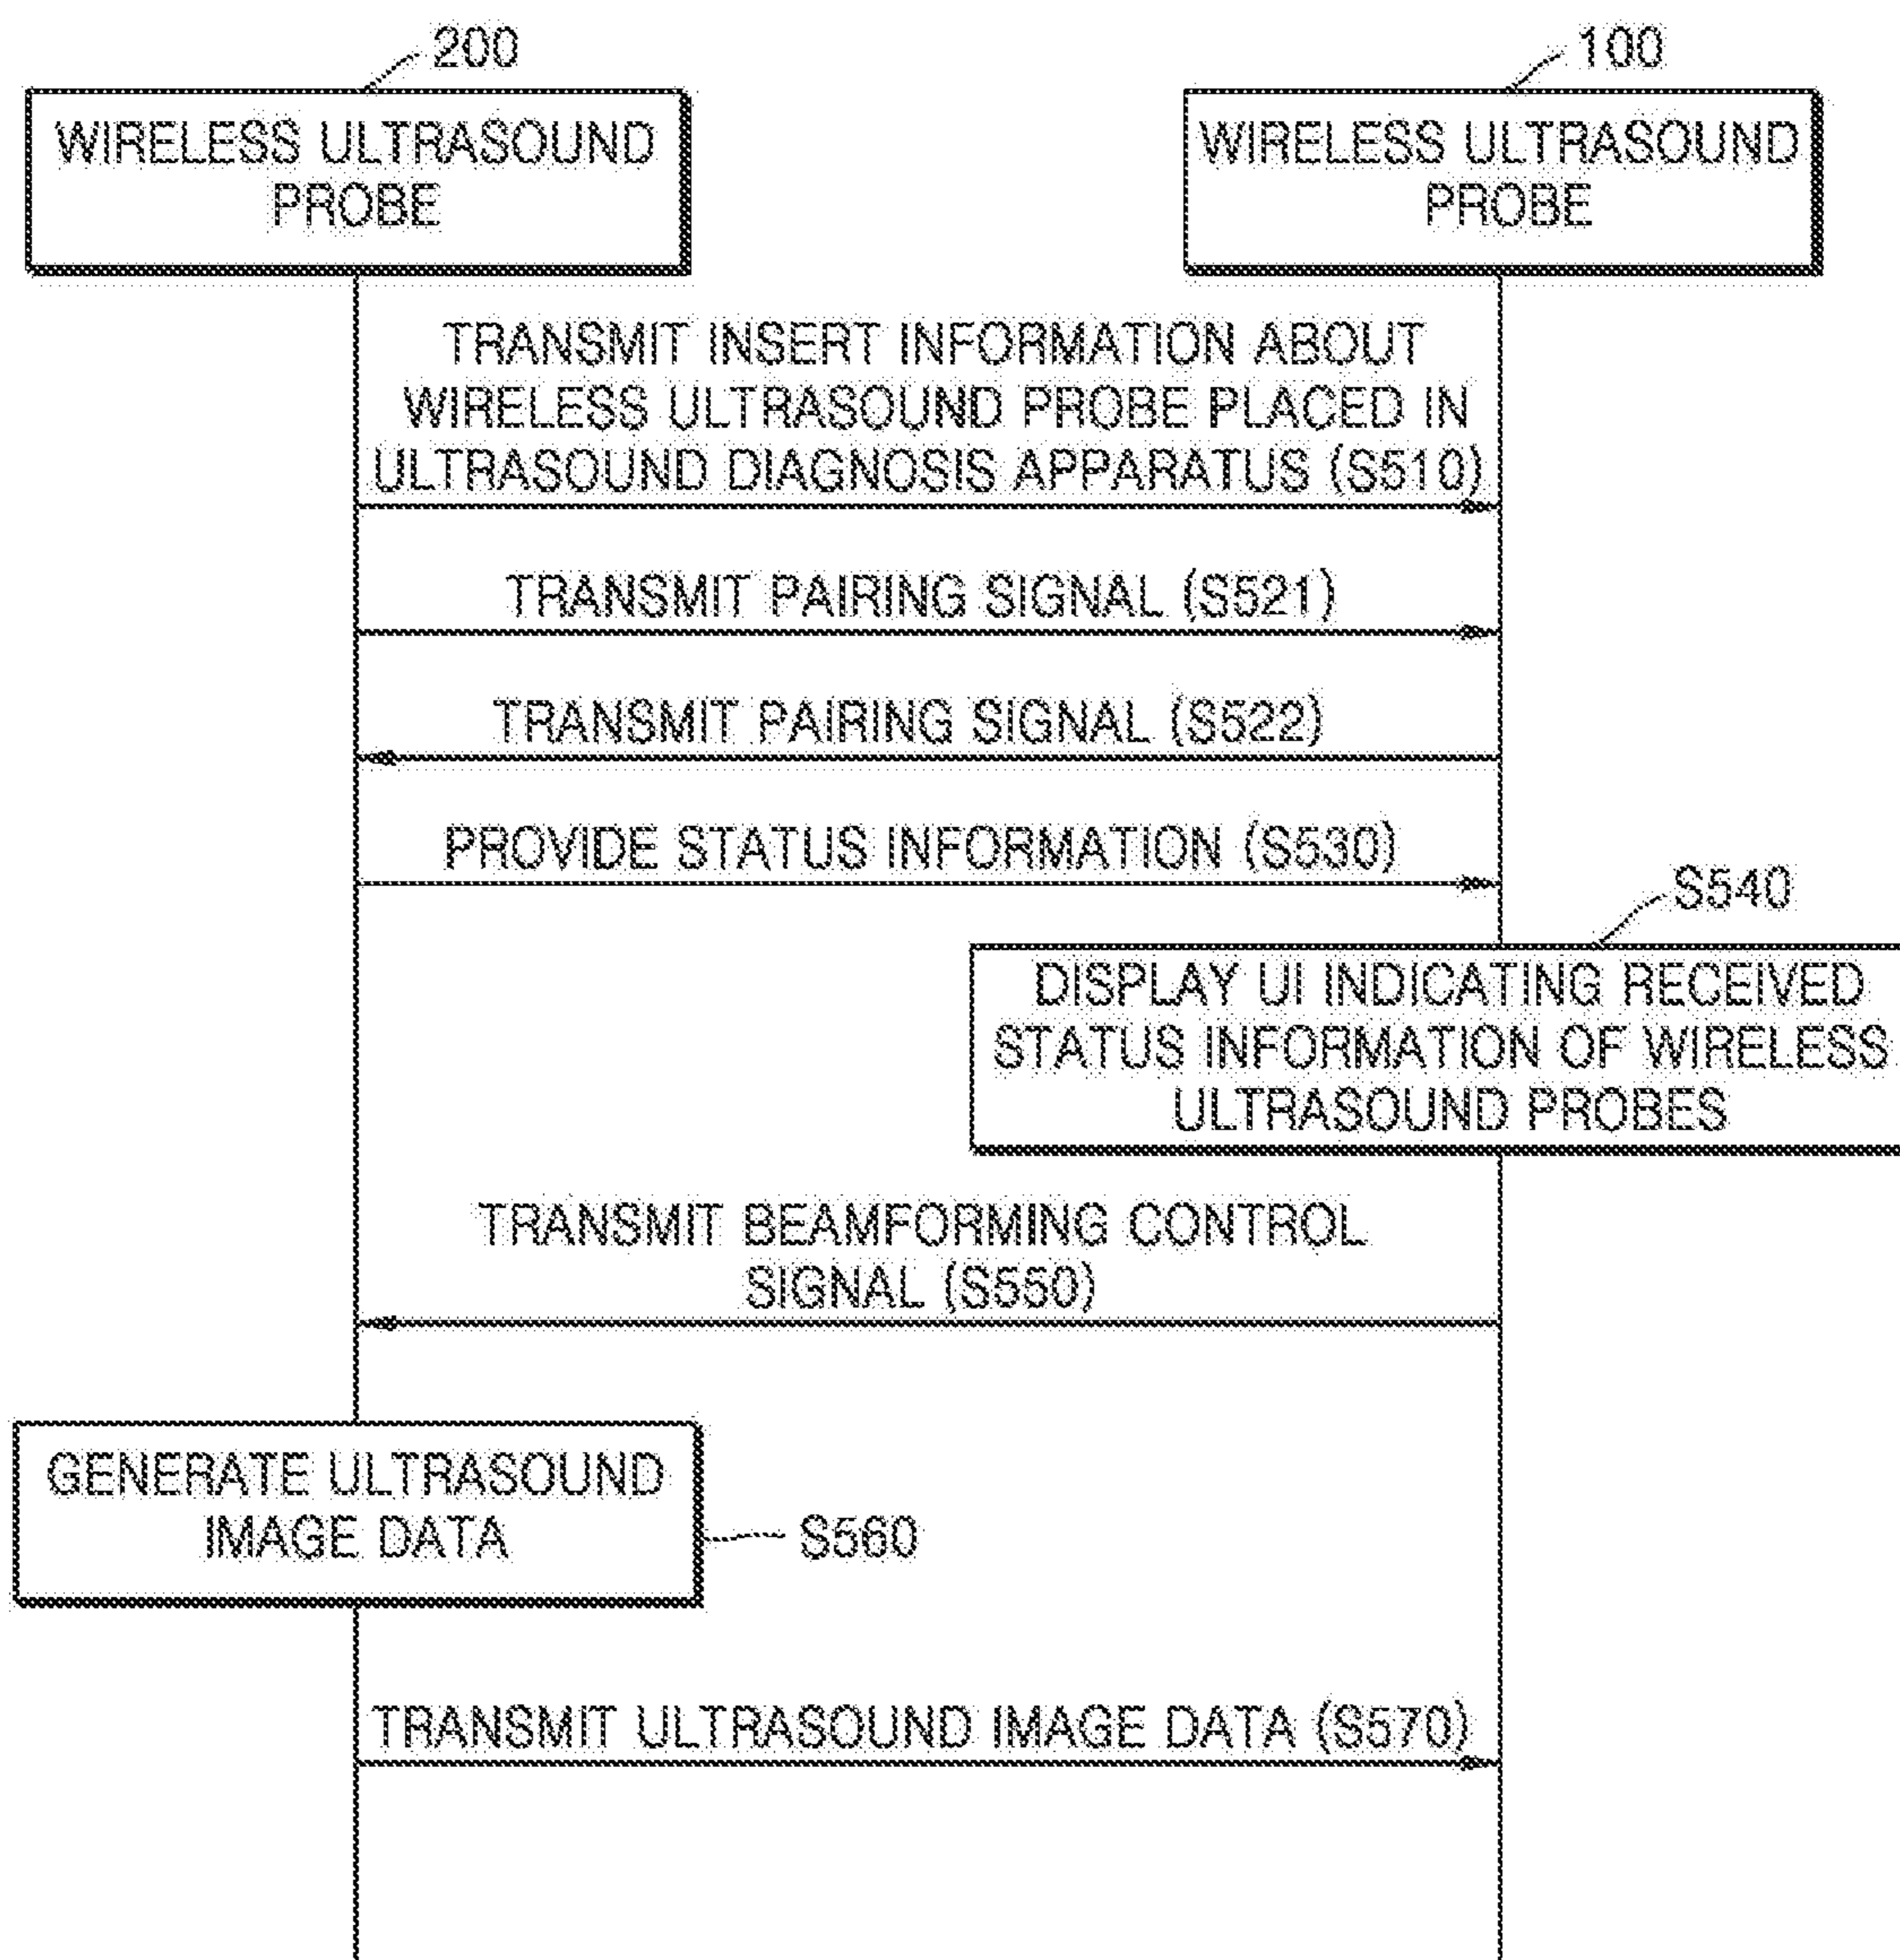 200
100
WIRELESS ULTRASOUND
PROBE
WIRELESS ULTRASOUND
PROBE
TRANSMIT INSERT INFORMATION ABOUT
WIRELESS ULTRASOUND PROBE PLACED IN
ULTRASOUND DIAGNOSIS APPARATUS (S510)
TRANSMIT PAIRING SIGNAL (S521)
TRANSMIT PAIRING SIGNAL (S522)
PROVIDE STATUS INFORMATION (S530)
S540
DISPLAY UI INDICATING RECEIVED
STATUS INFORMATION OF WIRELESS
ULTRASOUND PROBES
TRANSMIT BEAMFORMING CONTROL
SIGNAL (S550)
GENERATE ULTRASOUND
IMAGE DATA
S560
TRANSMIT ULTRASOUND IMAGE DATA (S570)